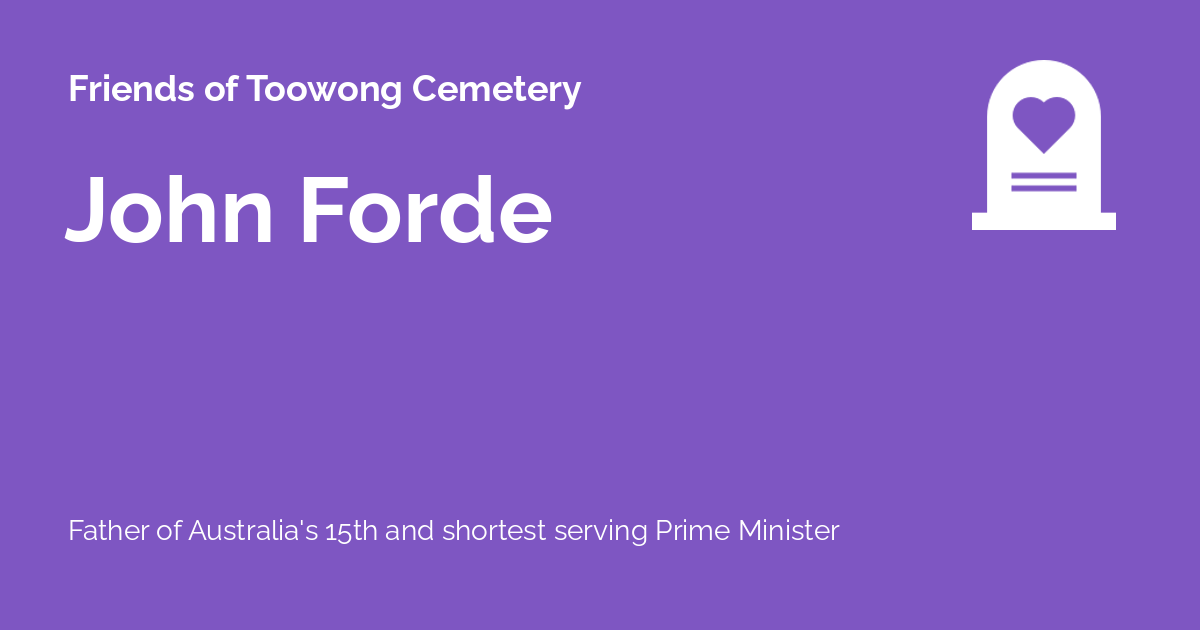 Friends of Toowong Cemetery
John Forde
Father of Australia's 15th and shortest serving Prime Minister